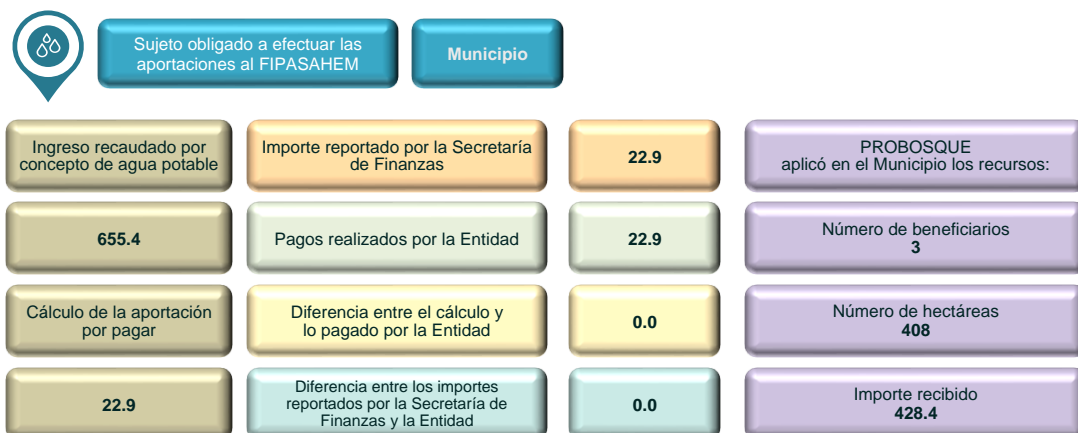 Sujeto obligado a efectuar las
aportaciones al FIPASAHEM
Municipio
Ingreso recaudado por
concepto de agua potable
Importe reportado por la Secretaría
de Finanzas
22.9
PROBOSQUE
aplicó en el Municipio los recursos:
655.4
Pagos realizados por la Entidad
22.9
Número de beneficiarios
3
Cálculo de la aportación
por pagar
Diferencia entre el cálculo y
lo pagado por la Entidad
0.0
Número de hectáreas
408
22.9
Diferencia entre los importes
reportados por la Secretaría de
Finanzas y la Entidad
0.0
Importe recibido
428.4